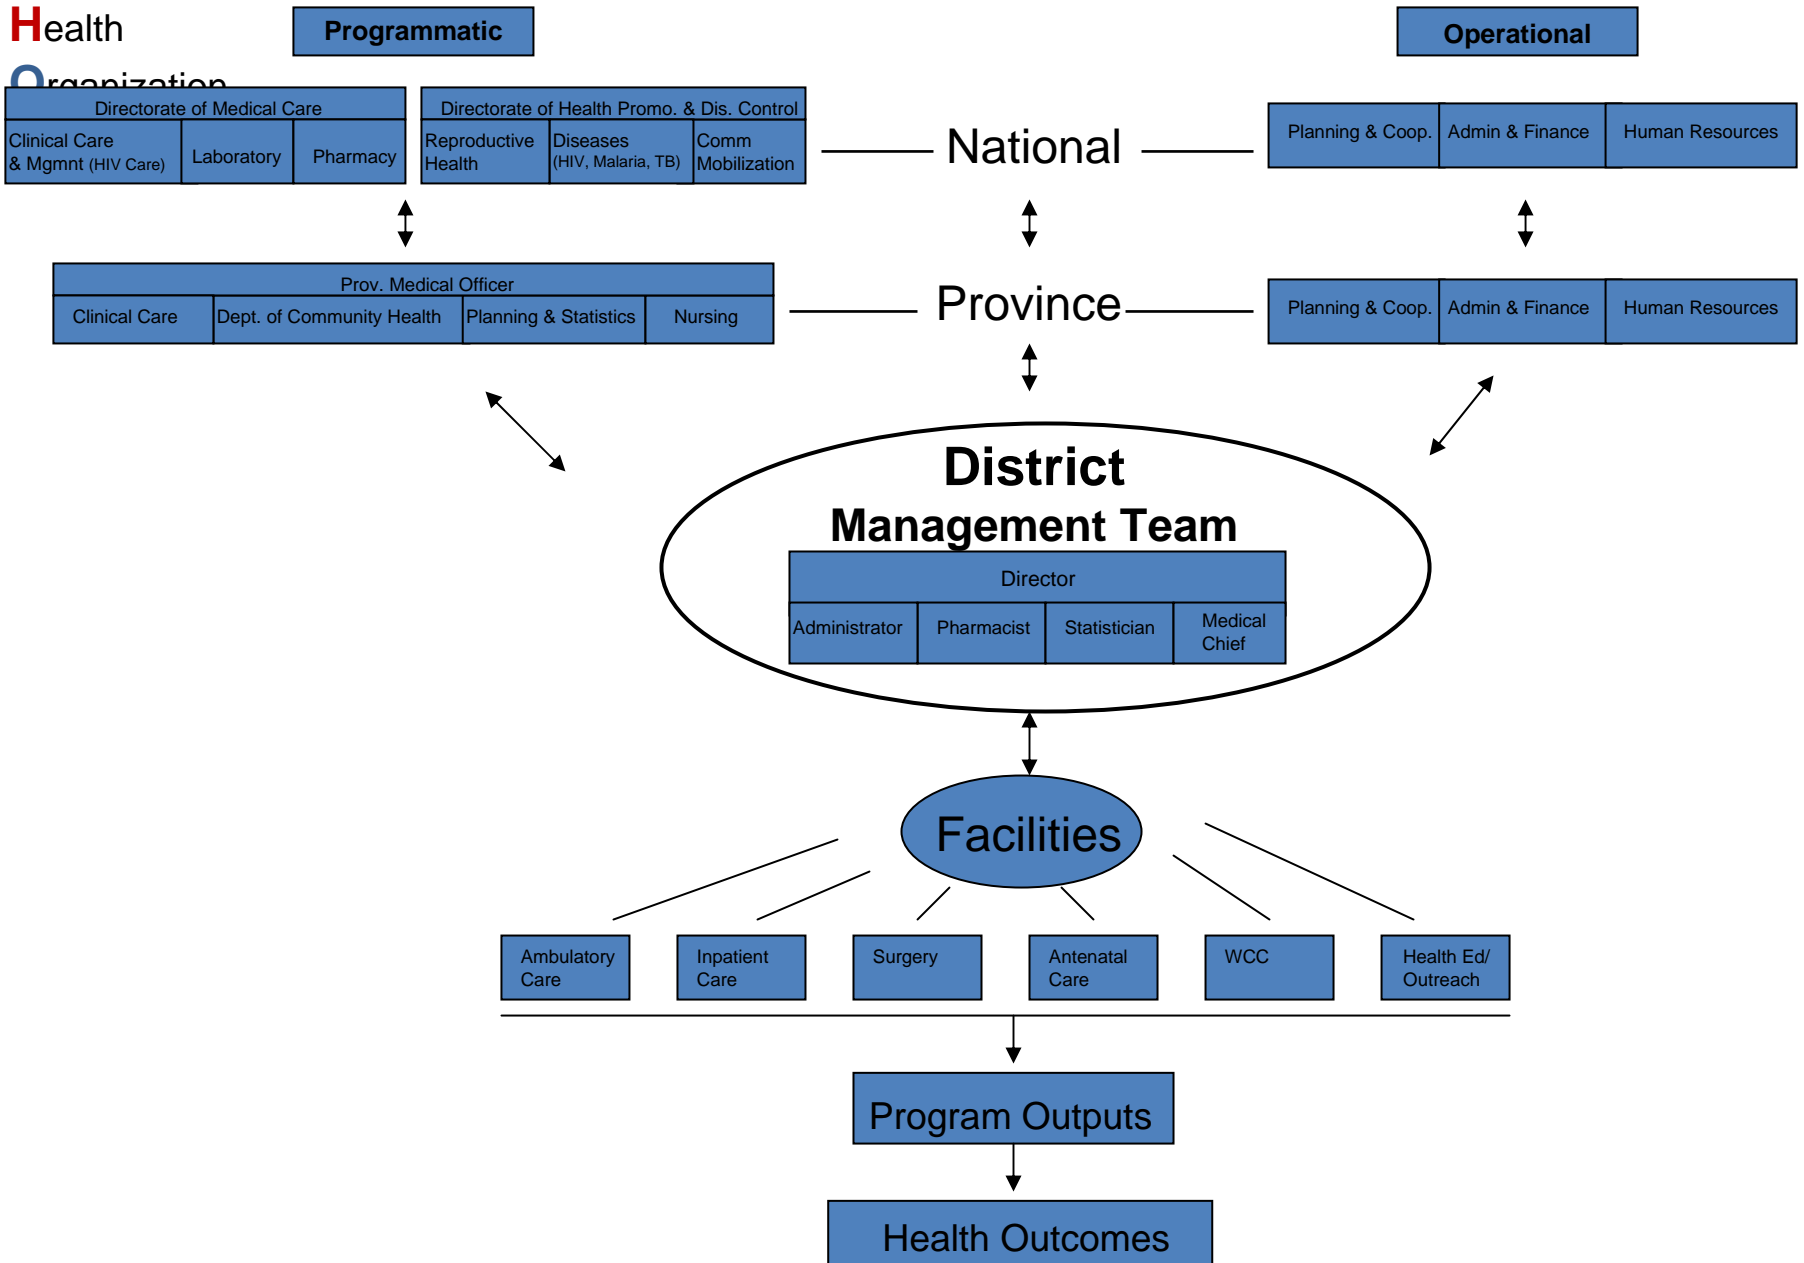 Health
Organization
Programmatic
Operational
Directorate of Medical Care
Clinical Care
& Mgmnt (HIV Care)
Laboratory
Pharmacy
Directorate of Health Promo. & Dis. Control
Reproductive
Health
Diseases
(HIV, Malaria, TB)
Comm
Mobilization
National
Planning & Coop.
Admin & Finance
Human Resources
Prov. Medical Officer
Clinical Care
Dept. of Community Health
Planning & Statistics
Nursing
Province
Planning & Coop.
Admin & Finance
Human Resources
District
Management Team
Director
Administrator
Pharmacist
Statistician
Medical
Chief
Facilities
Ambulatory
Care
Inpatient
Care
Surgery
Antenatal
Care
WCC
Health Ed/
Outreach
Program Outputs
Health Outcomes